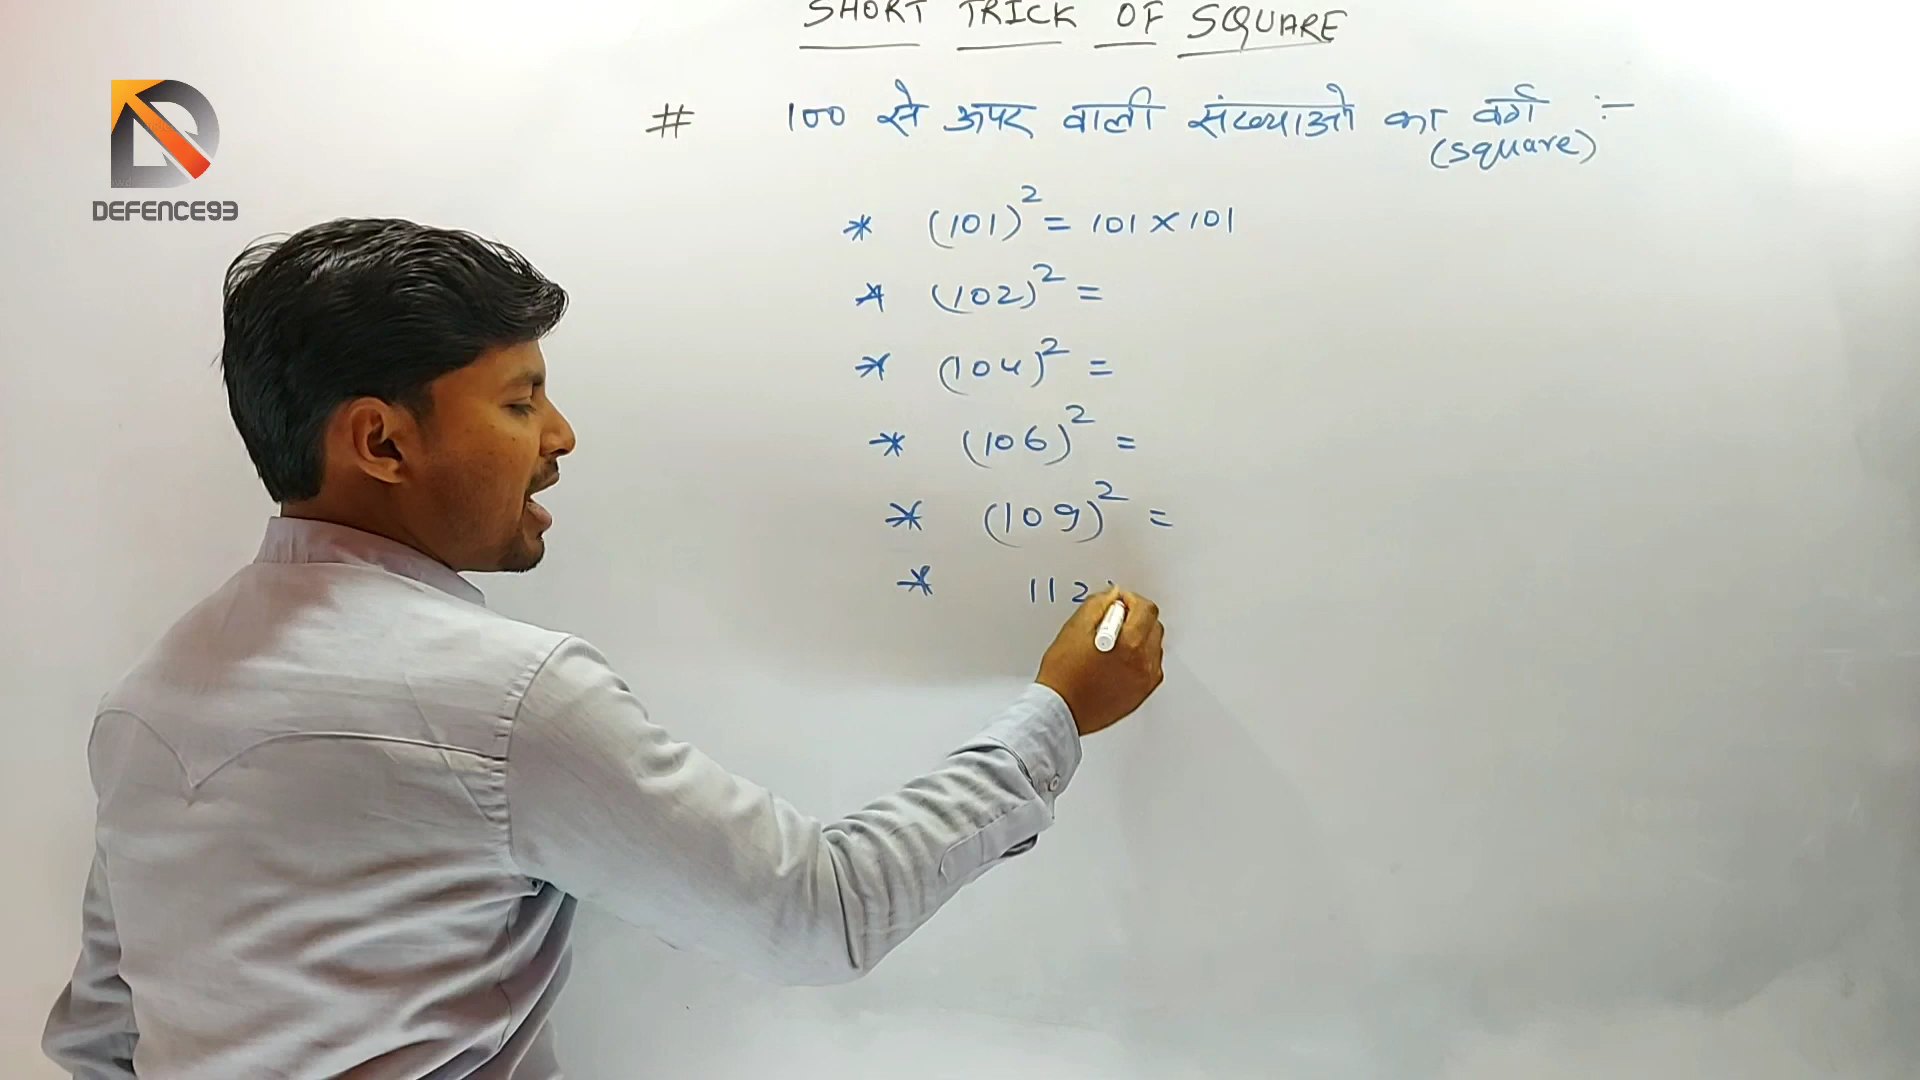 SHORT TRICK OF SQUARE
DEFENCE93
# 100 से ऊपर वाली संख्याओ का वर्ग :-
(square)
* (101)² = 101 × 101
* (102)² =
* (104)² =
* (106)² =
* (109)² =
* 112